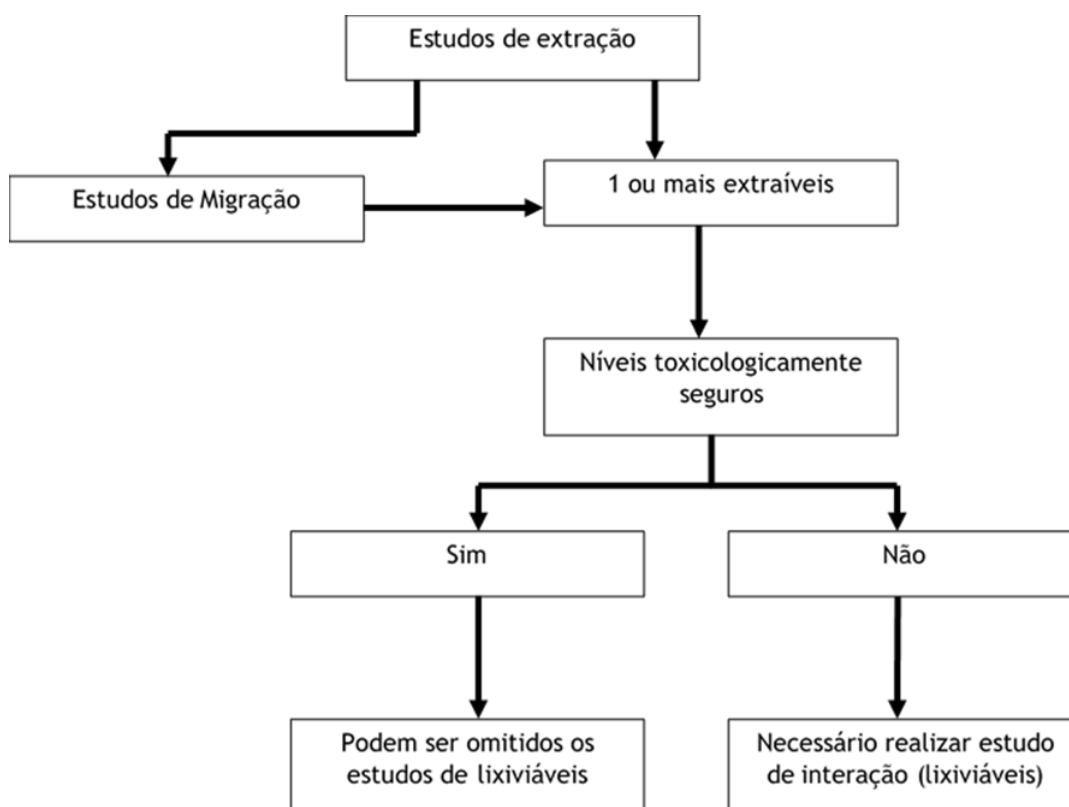 Estudos de extração
Estudos de Migração
1 ou mais extraíveis
Níveis toxicologicamente
seguros
Sim
Não
Podem ser omitidos os
estudos de lixiviáveis
Necessário realizar estudo
de interação (lixiviáveis)